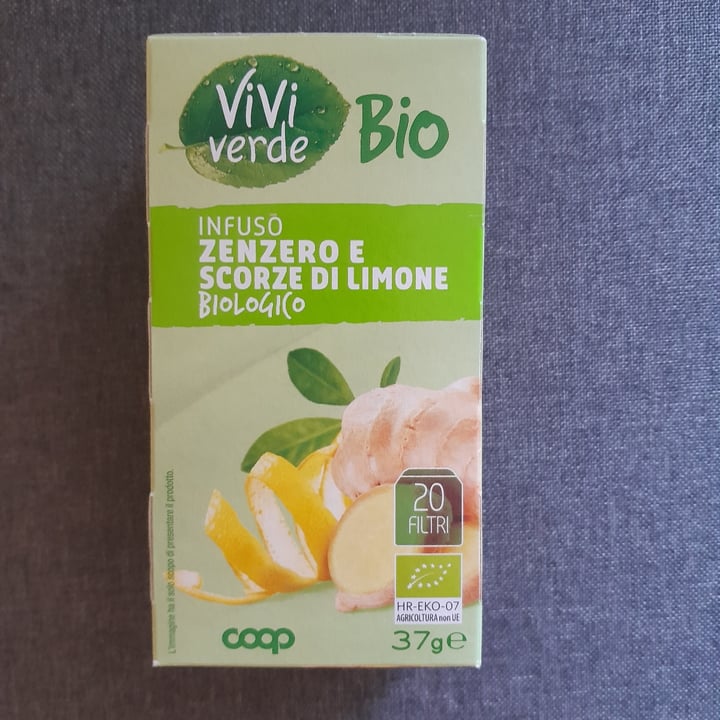 ViVi
verde
Bio
INFUSO
ZENZERO E
SCORZE DI LIMONE
BIOLOGICO
L'immagine ha il solo scopo di presentare il prodotto.
20
FILTRI
HR-EKO-07
AGRICOLTURA non UE
coop
37g℮